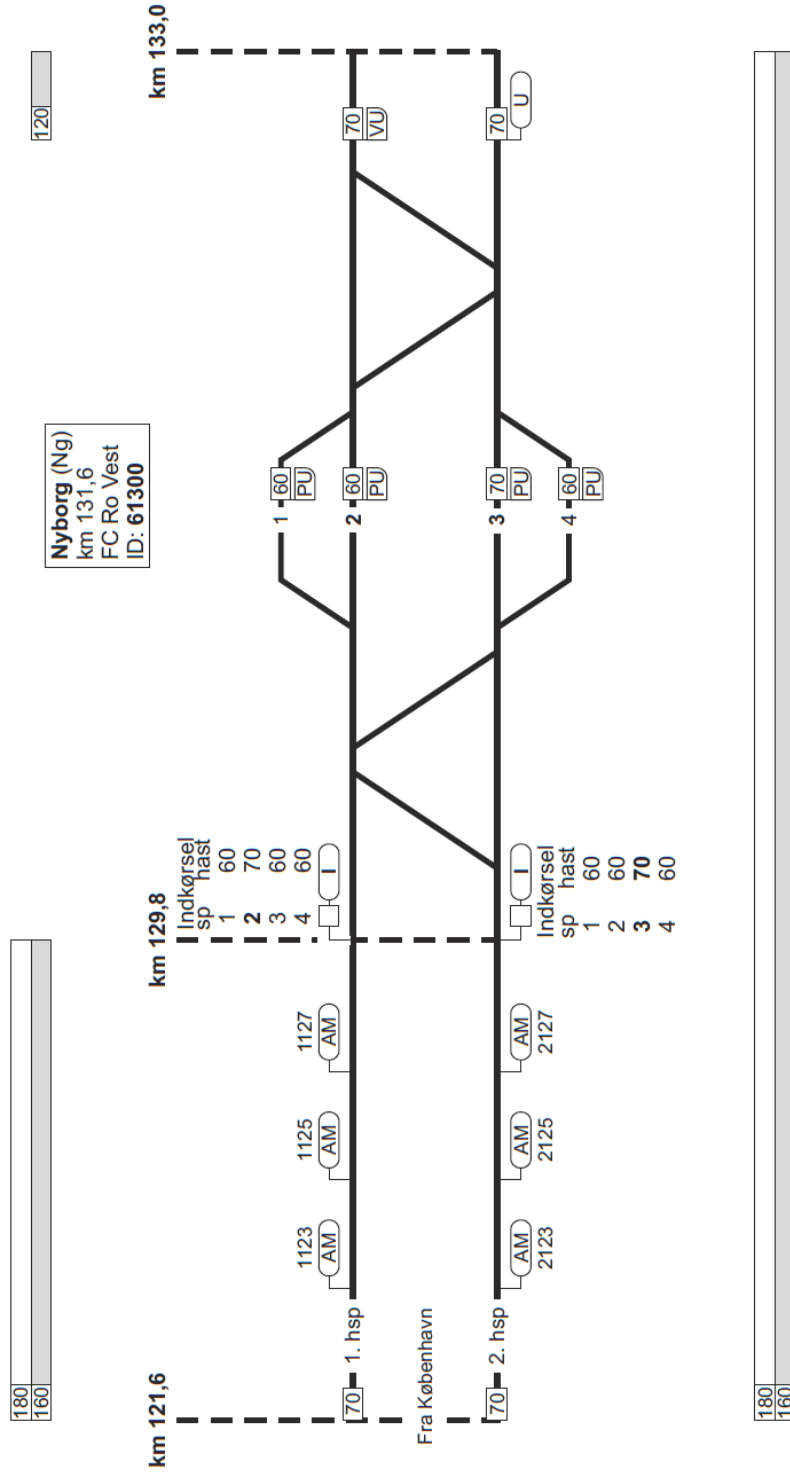 180
160
120
km 121,6
km 129,8
km 133,0
Nyborg (Ng)
km 131,6
FC Ro Vest
ID: 61300
Indkørsel
sp hast
1 60
2 70
3 60
4 60
I
1123
AM
1125
AM
1127
AM
70
1. hsp
Fra København
70
2. hsp
1
60
PU
2
60
PU
3
70
PU
4
60
PU
70
VU
70
U
AM
2123
AM
2125
AM
2127
I
Indkørsel
sp hast
1 60
2 60
3 70
4 60
180
160